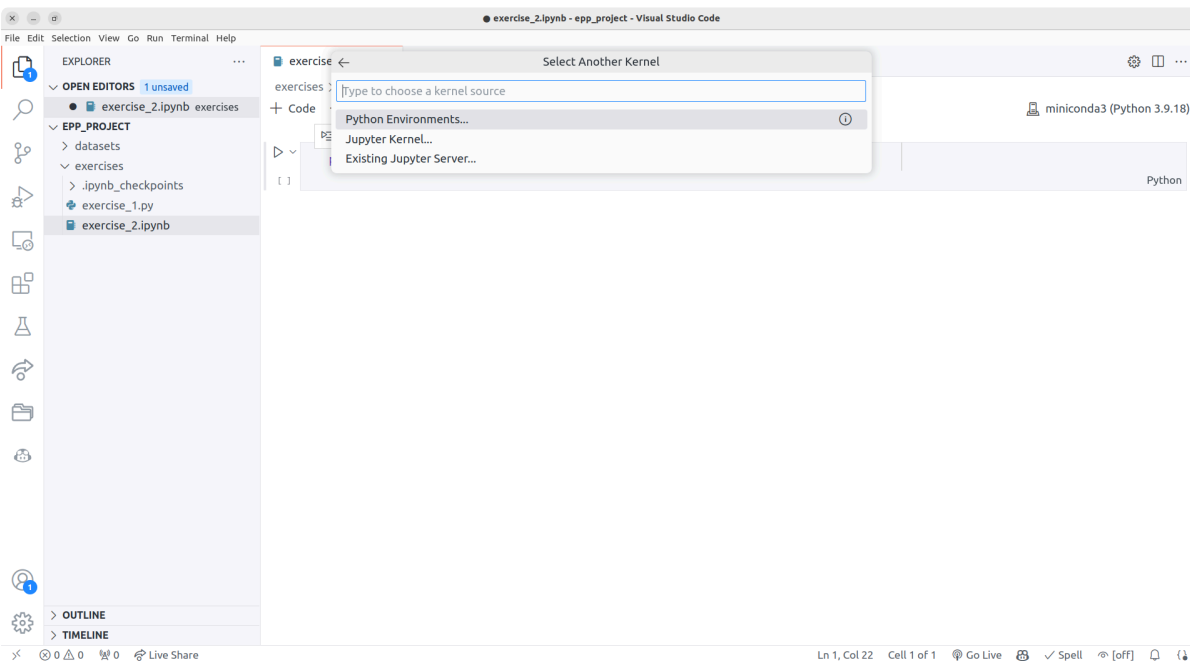 ● exercise_2.ipynb - epp_project - Visual Studio Code
File Edit Selection View Go Run Terminal Help
EXPLORER
OPEN EDITORS 1 unsaved
exercise_2.ipynb exercises
EPP_PROJECT
datasets
exercises
.ipynb_checkpoints
exercise_1.py
exercise_2.ipynb
OUTLINE
TIMELINE
exercise
exercises
+ Code
Select Another Kernel
Type to choose a kernel source
Python Environments...
Jupyter Kernel...
Existing Jupyter Server...
miniconda3 (Python 3.9.18)
[ ]
Python
1
1
0 0 0 Live Share
Ln 1, Col 22 Cell 1 of 1 Go Live Spell [off]